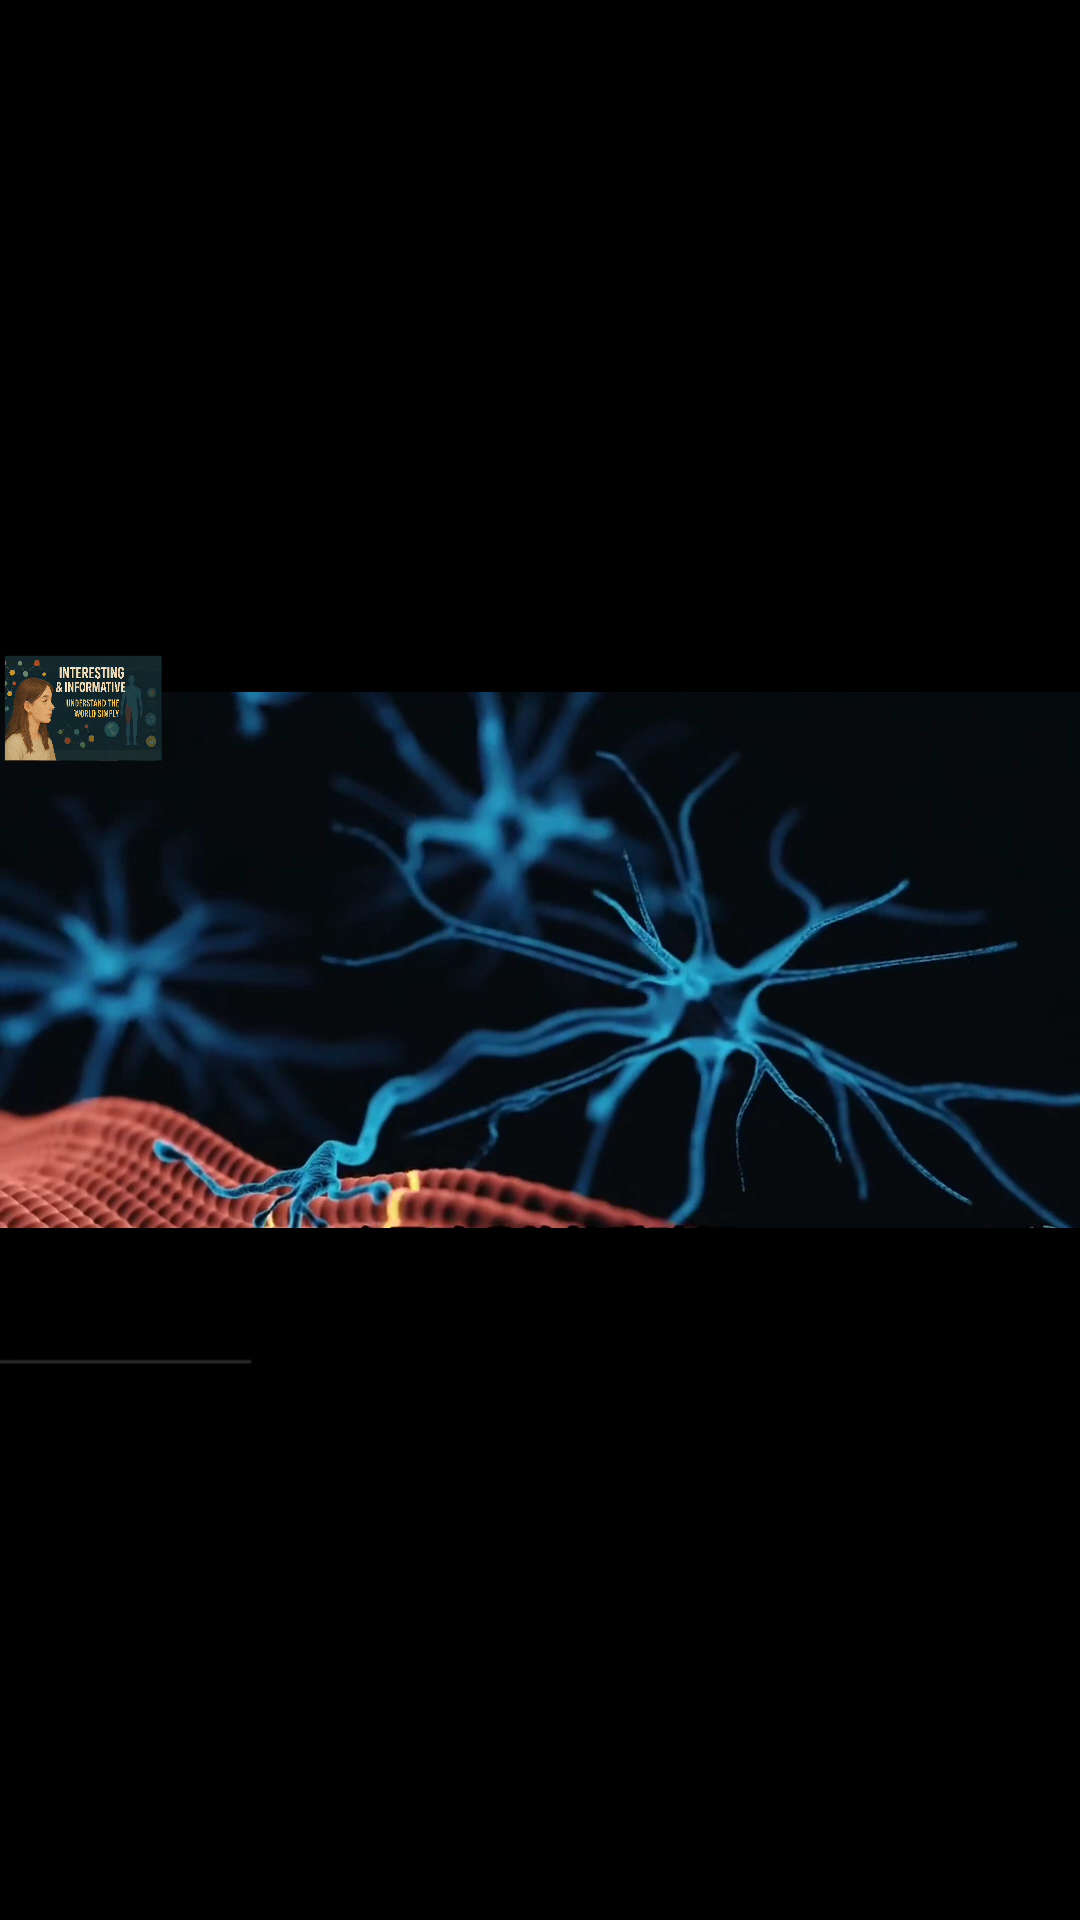 INTERESTING
& INFORMATIVE
UNDERSTAND THE
WORLD SIMPLY